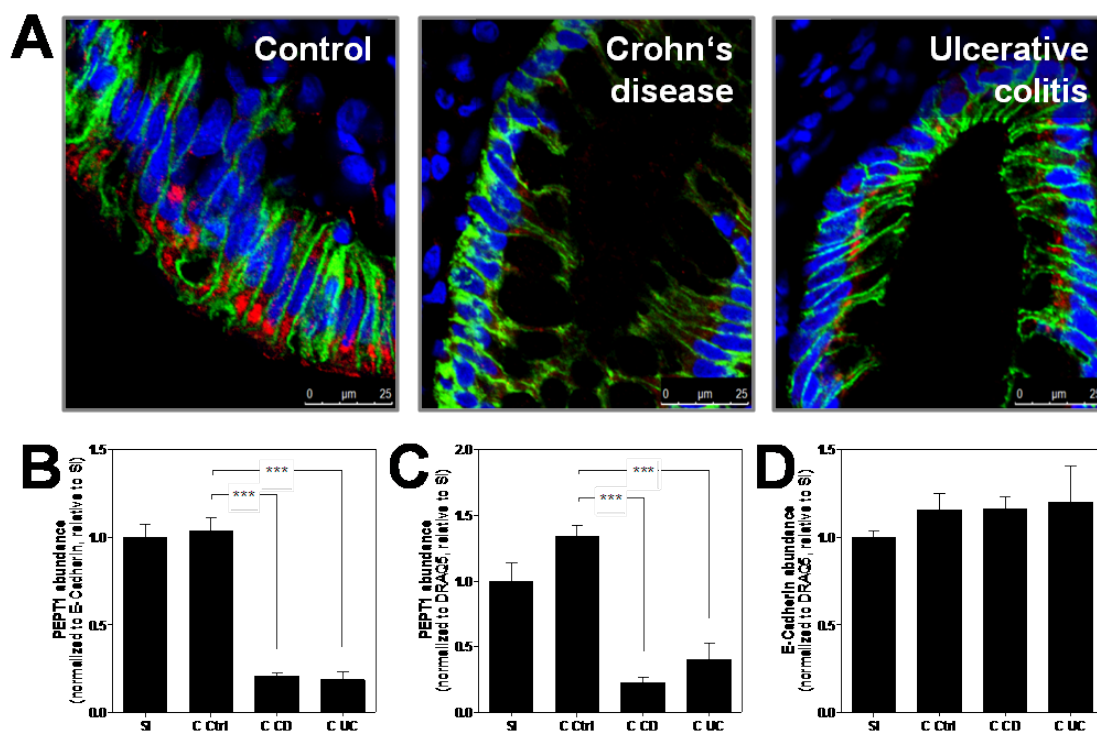 A
Control
Crohn‘s
disease
Ulcerative
colitis
0 µm 25
0 µm 25
0 µm 25
B
PEPT1 abundance
(normalized to E-Cadherin, relative to SI)
1.5
1.0
0.5
0.0
***
***
SI C Ctrl C CD C UC
C
PEPT1 abundance
(normalized to DRAQ5, relative to SI)
2.0
1.5
1.0
0.5
0.0
***
***
SI C Ctrl C CD C UC
D
E-Cadherin abundance
(normalized to DRAQ5, relative to SI)
1.5
1.0
0.5
0.0
SI C Ctrl C CD C UC